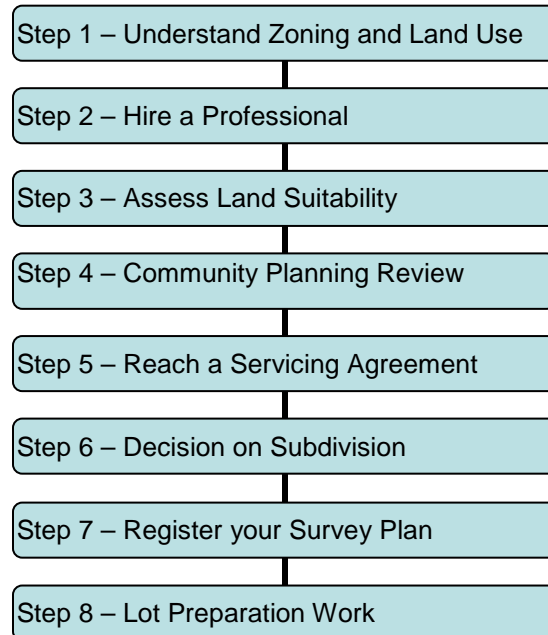 Step 1 – Understand Zoning and Land Use
Step 2 – Hire a Professional
Step 3 – Assess Land Suitability
Step 4 – Community Planning Review
Step 5 – Reach a Servicing Agreement
Step 6 – Decision on Subdivision
Step 7 – Register your Survey Plan
Step 8 – Lot Preparation Work